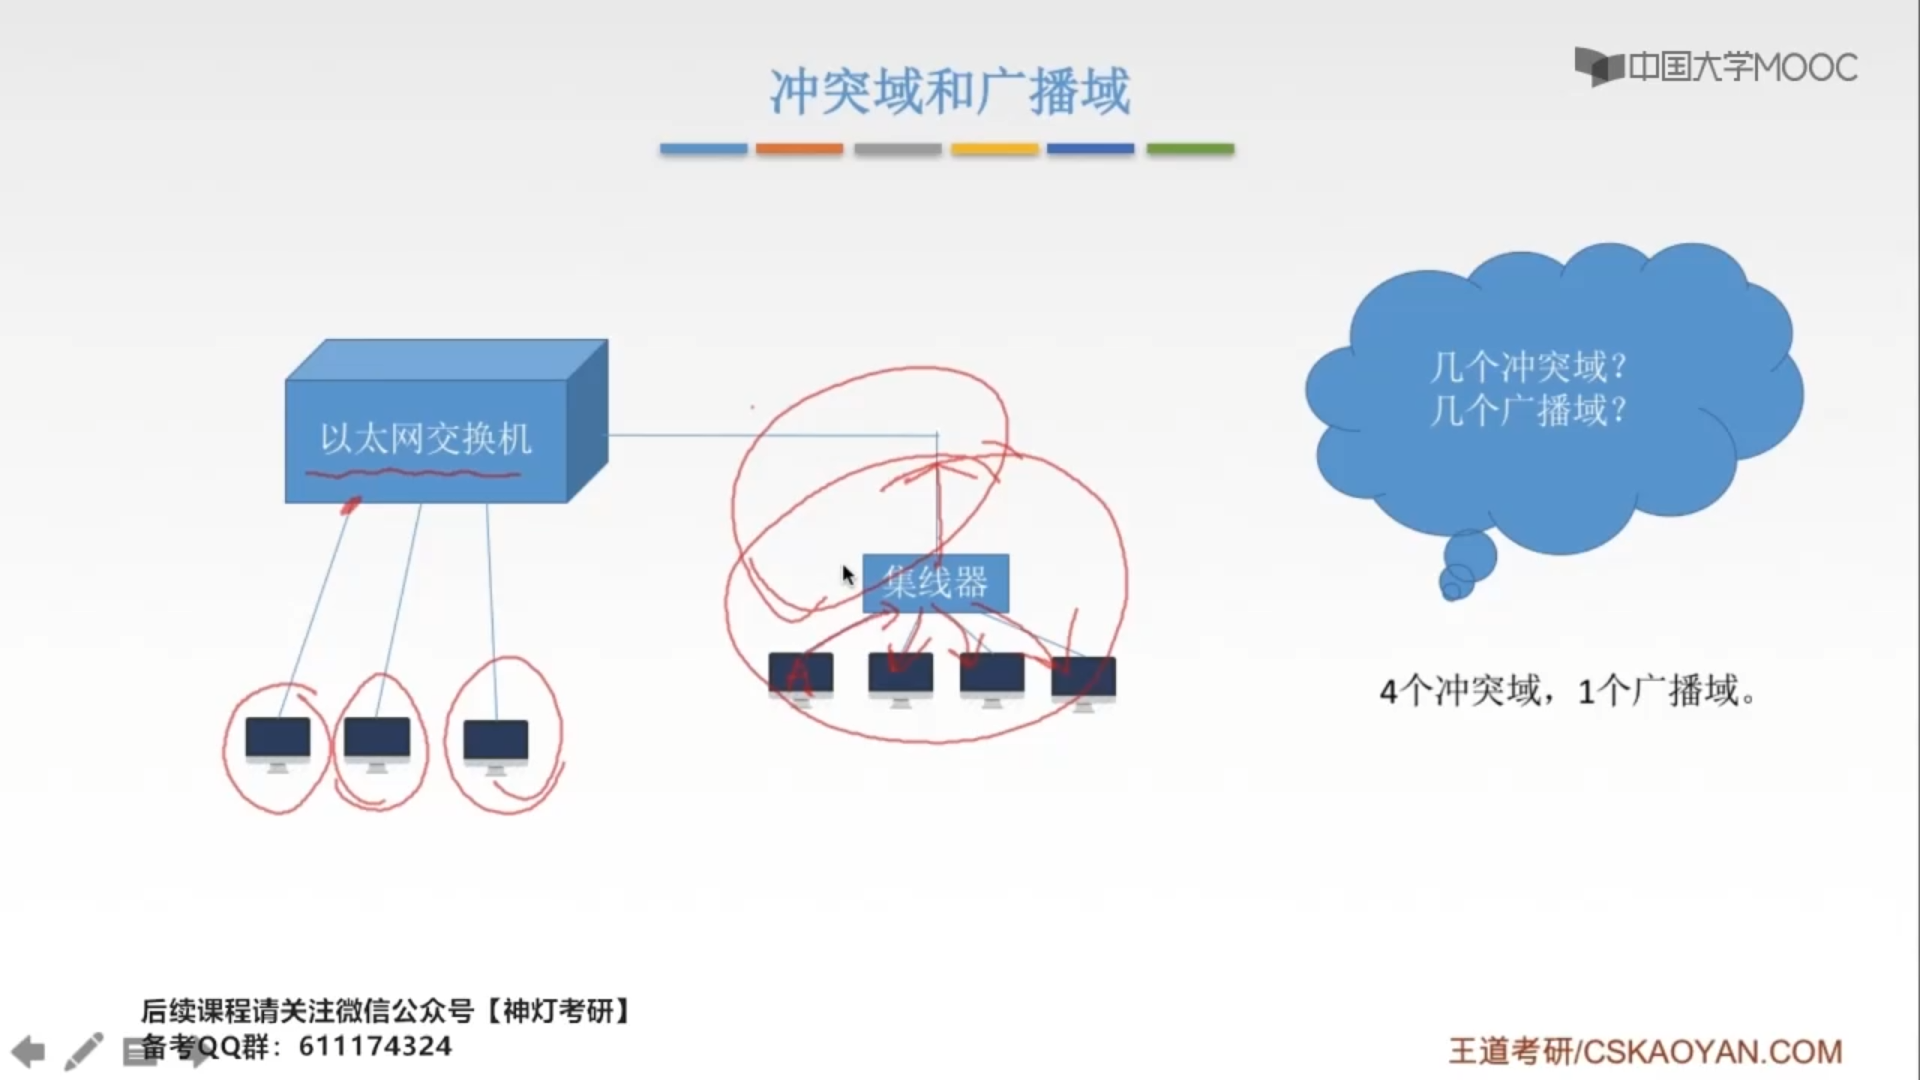 冲突域和广播域
中国大学MOOC
以太网交换机
集线器
A
几个冲突域？
几个广播域？
4个冲突域，1个广播域。
后续课程请关注微信公众号【神灯考研】
备考QQ群：611174324
王道考研/CSKAOYAN.COM